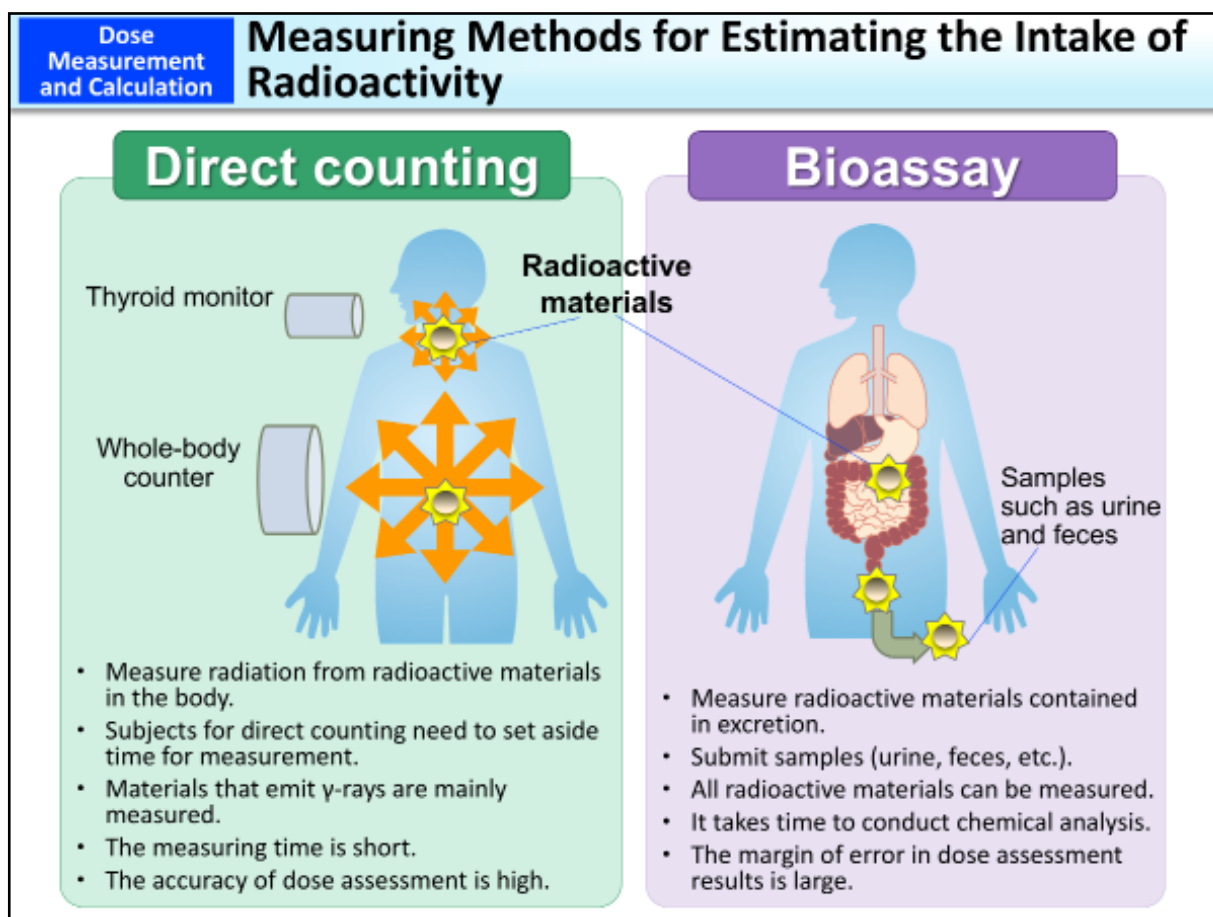 Dose
Measurement
and Calculation
Measuring Methods for Estimating the Intake of
Radioactivity
Direct counting
Thyroid monitor
Whole-body
counter
Radioactive
materials
• Measure radiation from radioactive materials
in the body.
• Subjects for direct counting need to set aside
time for measurement.
• Materials that emit γ-rays are mainly
measured.
• The measuring time is short.
• The accuracy of dose assessment is high.
Bioassay
Samples
such as urine
and feces
• Measure radioactive materials contained
in excretion.
• Submit samples (urine, feces, etc.).
• All radioactive materials can be measured.
• It takes time to conduct chemical analysis.
• The margin of error in dose assessment
results is large.